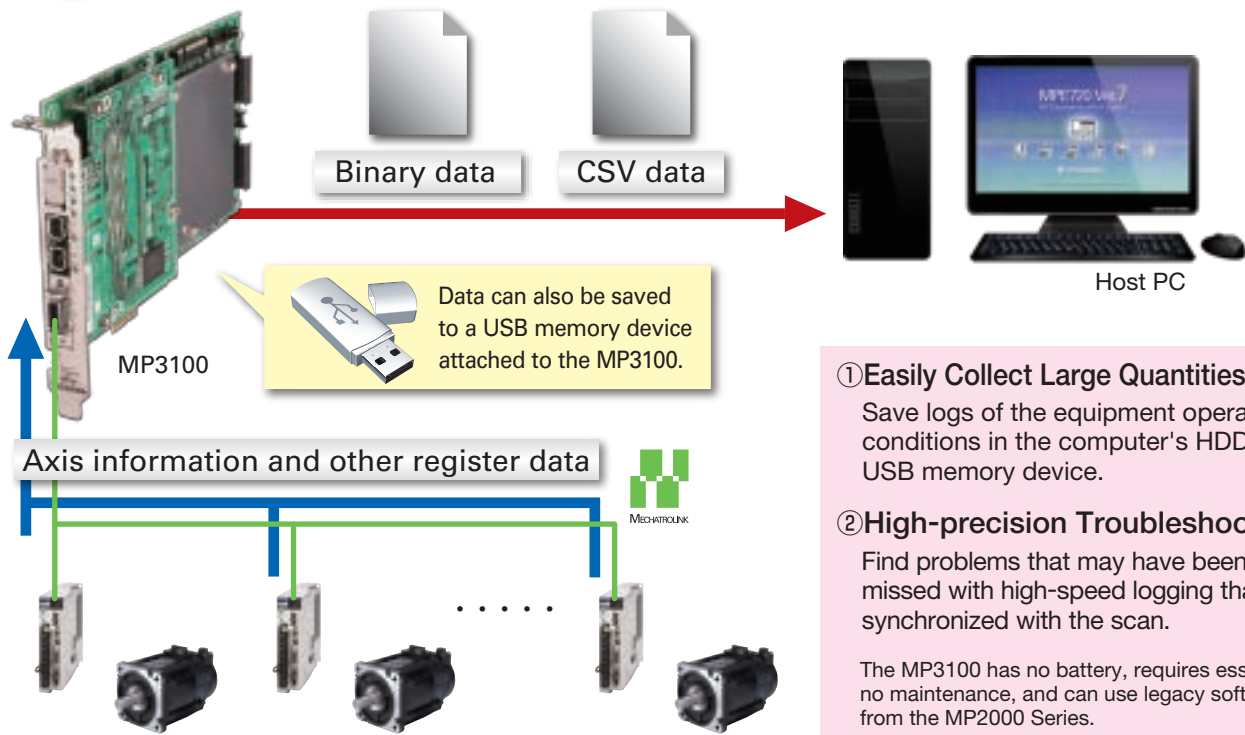 Binary data
CSV data
MPE720 Ver.7
Host PC
Data can also be saved
to a USB memory device
attached to the MP3100.
MP3100
Axis information and other register data
MECHATROLINK
①Easily Collect Large Quantities
Save logs of the equipment opera
conditions in the computer's HDD
USB memory device.
②High-precision Troubleshoo
Find problems that may have been
missed with high-speed logging tha
synchronized with the scan.
The MP3100 has no battery, requires ess
no maintenance, and can use legacy soft
from the MP2000 Series.